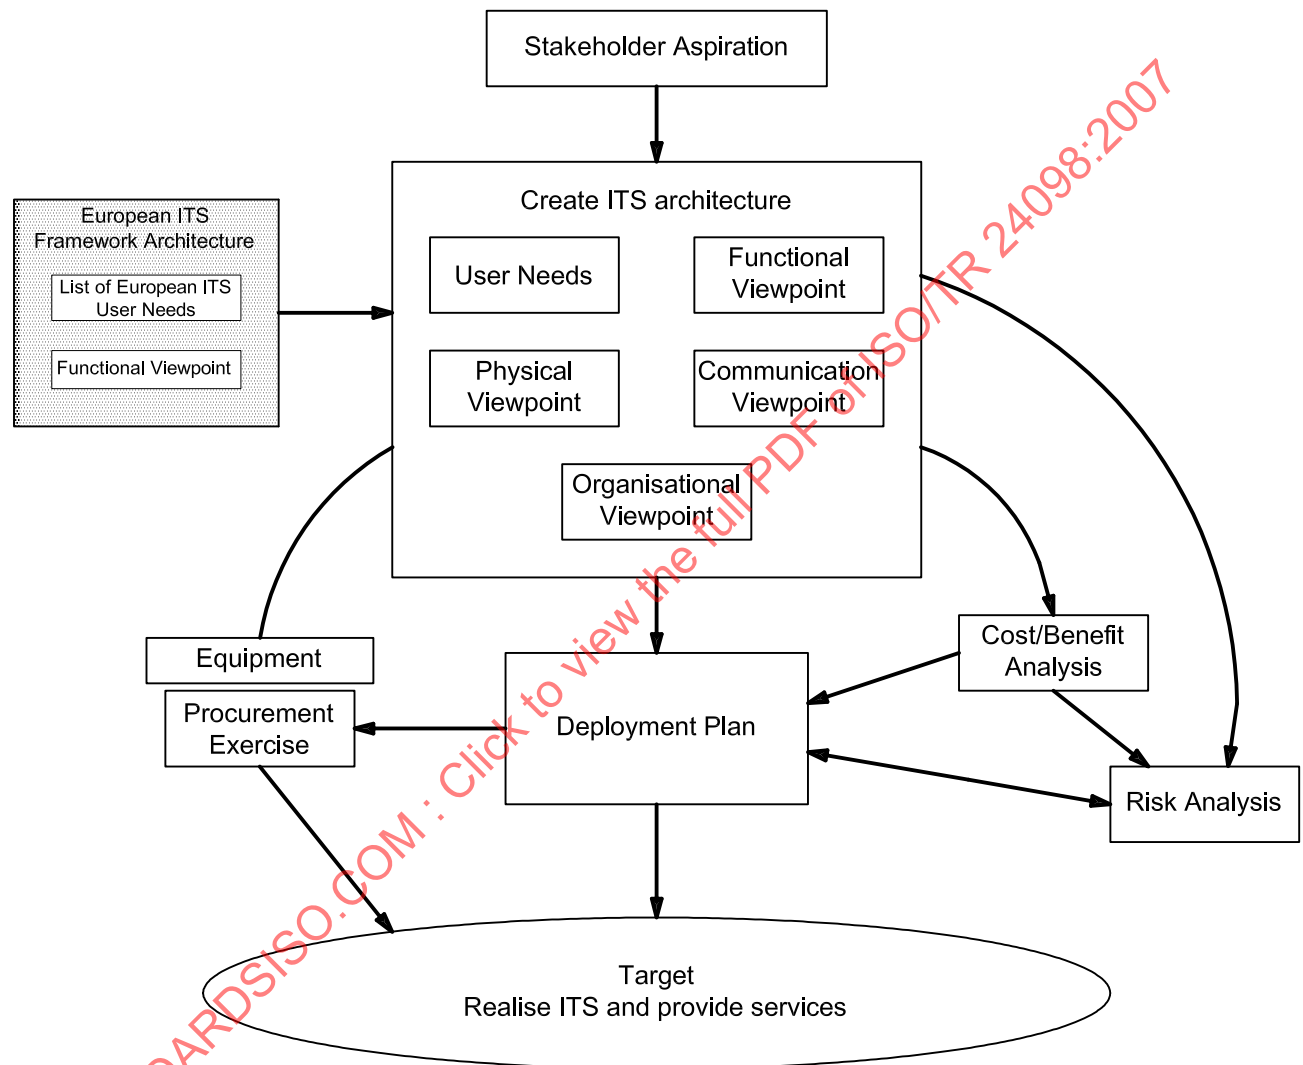 Stakeholder Aspiration
Create ITS architecture
European ITS
Framework Architecture
List of European ITS
User Needs
Functional Viewpoint
User Needs
Functional
Viewpoint
Physical
Viewpoint
Communication
Viewpoint
Organisational
Viewpoint
Equipment
Procurement
Exercise
Deployment Plan
Cost/Benefit
Analysis
Risk Analysis
Target
Realise ITS and provide services
DARDSISO.COM : Click to view the full PDF of ISO/TR 24098:2007